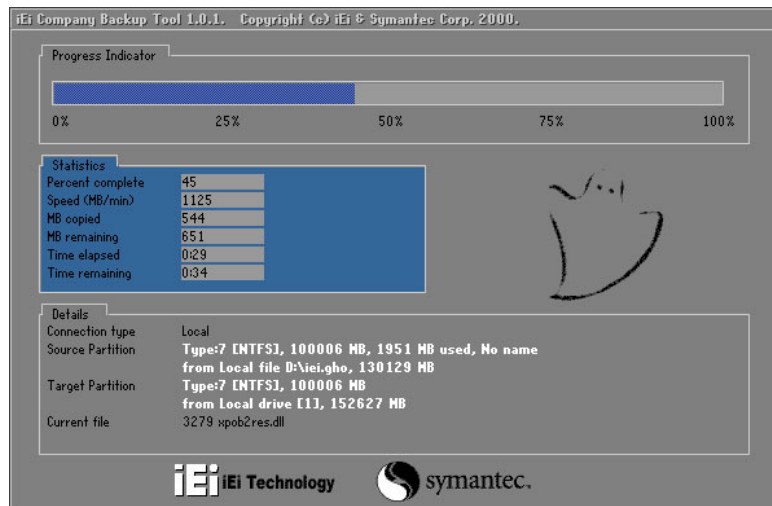 iEi Company Backup Tool 1.0.1.   Copyright (c) iEi & Symantec Corp. 2000.
Progress Indicator
0% 25% 50% 75% 100%
Statistics
Percent complete 45
Speed (MB/min) 1125
MB copied 544
MB remaining 651
Time elapsed 0:29
Time remaining 0:34
Details
Connection type Local
Source Partition Type:7 [NTFS], 100006 MB, 1951 MB used, No name
from Local file D:\iei.gho, 130129 MB
Target Partition Type:7 [NTFS], 100006 MB
from Local drive [1], 152627 MB
Current file 3279 xpob2res.dll
iEi iEi Technology symantec.